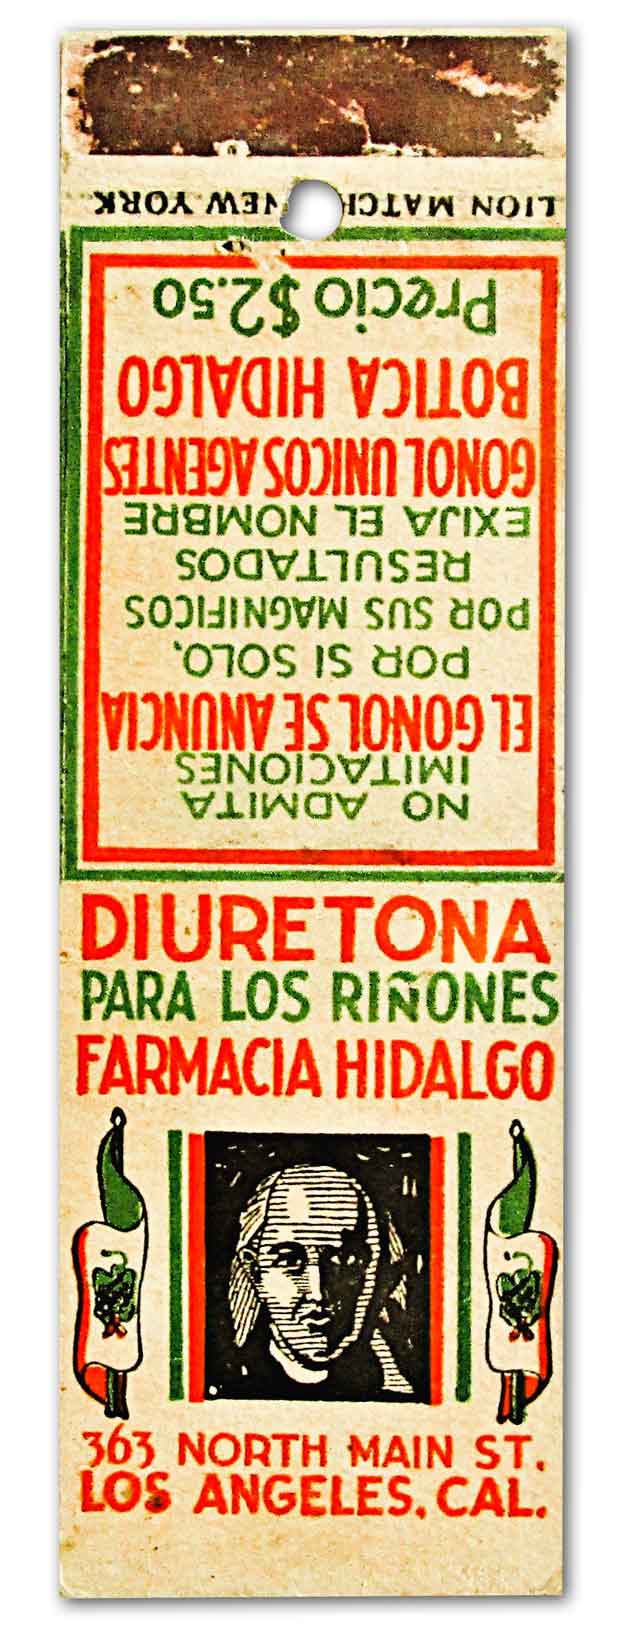 DIURETONA
PARA LOS RIÑONES
FARMACIA HIDALGO
363 NORTH MAIN ST.
LOS ANGELES, CAL.
NO ADMITA
IMITACIONES
EL GONOL SE ANUNCIA
POR SI SOLO,
POR SUS MAGNIFICOS
RESULTADOS
EXIJA EL NOMBRE
GONOL UNICOS AGENTES
BOTICA HIDALGO
Precio $2.50
LION MATCH NEW YORK